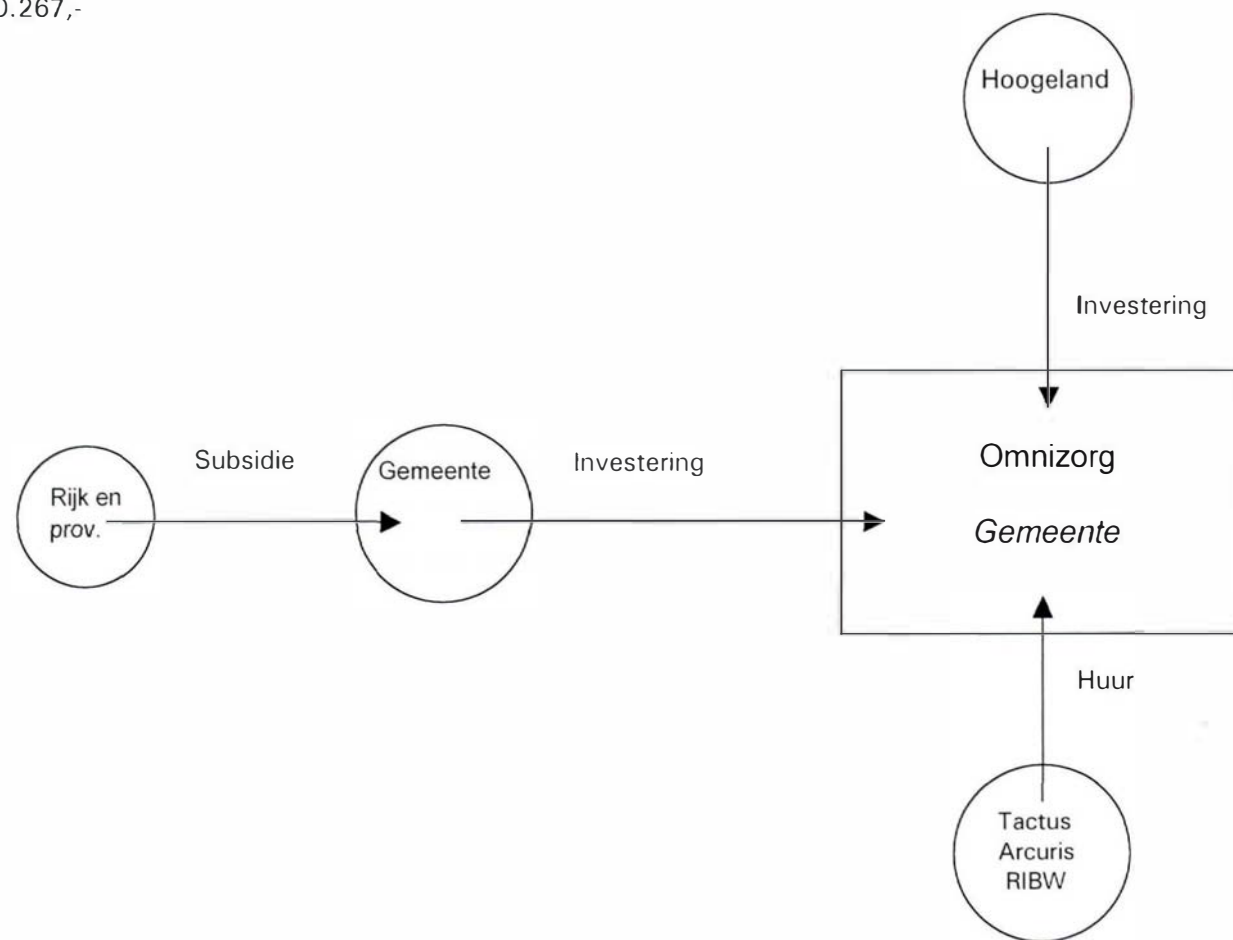 0.267,-
Hoogeland
Investering
Subsidie
Gemeente
Investering
Omnizorg
Rijk en
prov.
Gemeente
Huur
Tactus
Arcuris
RIBW